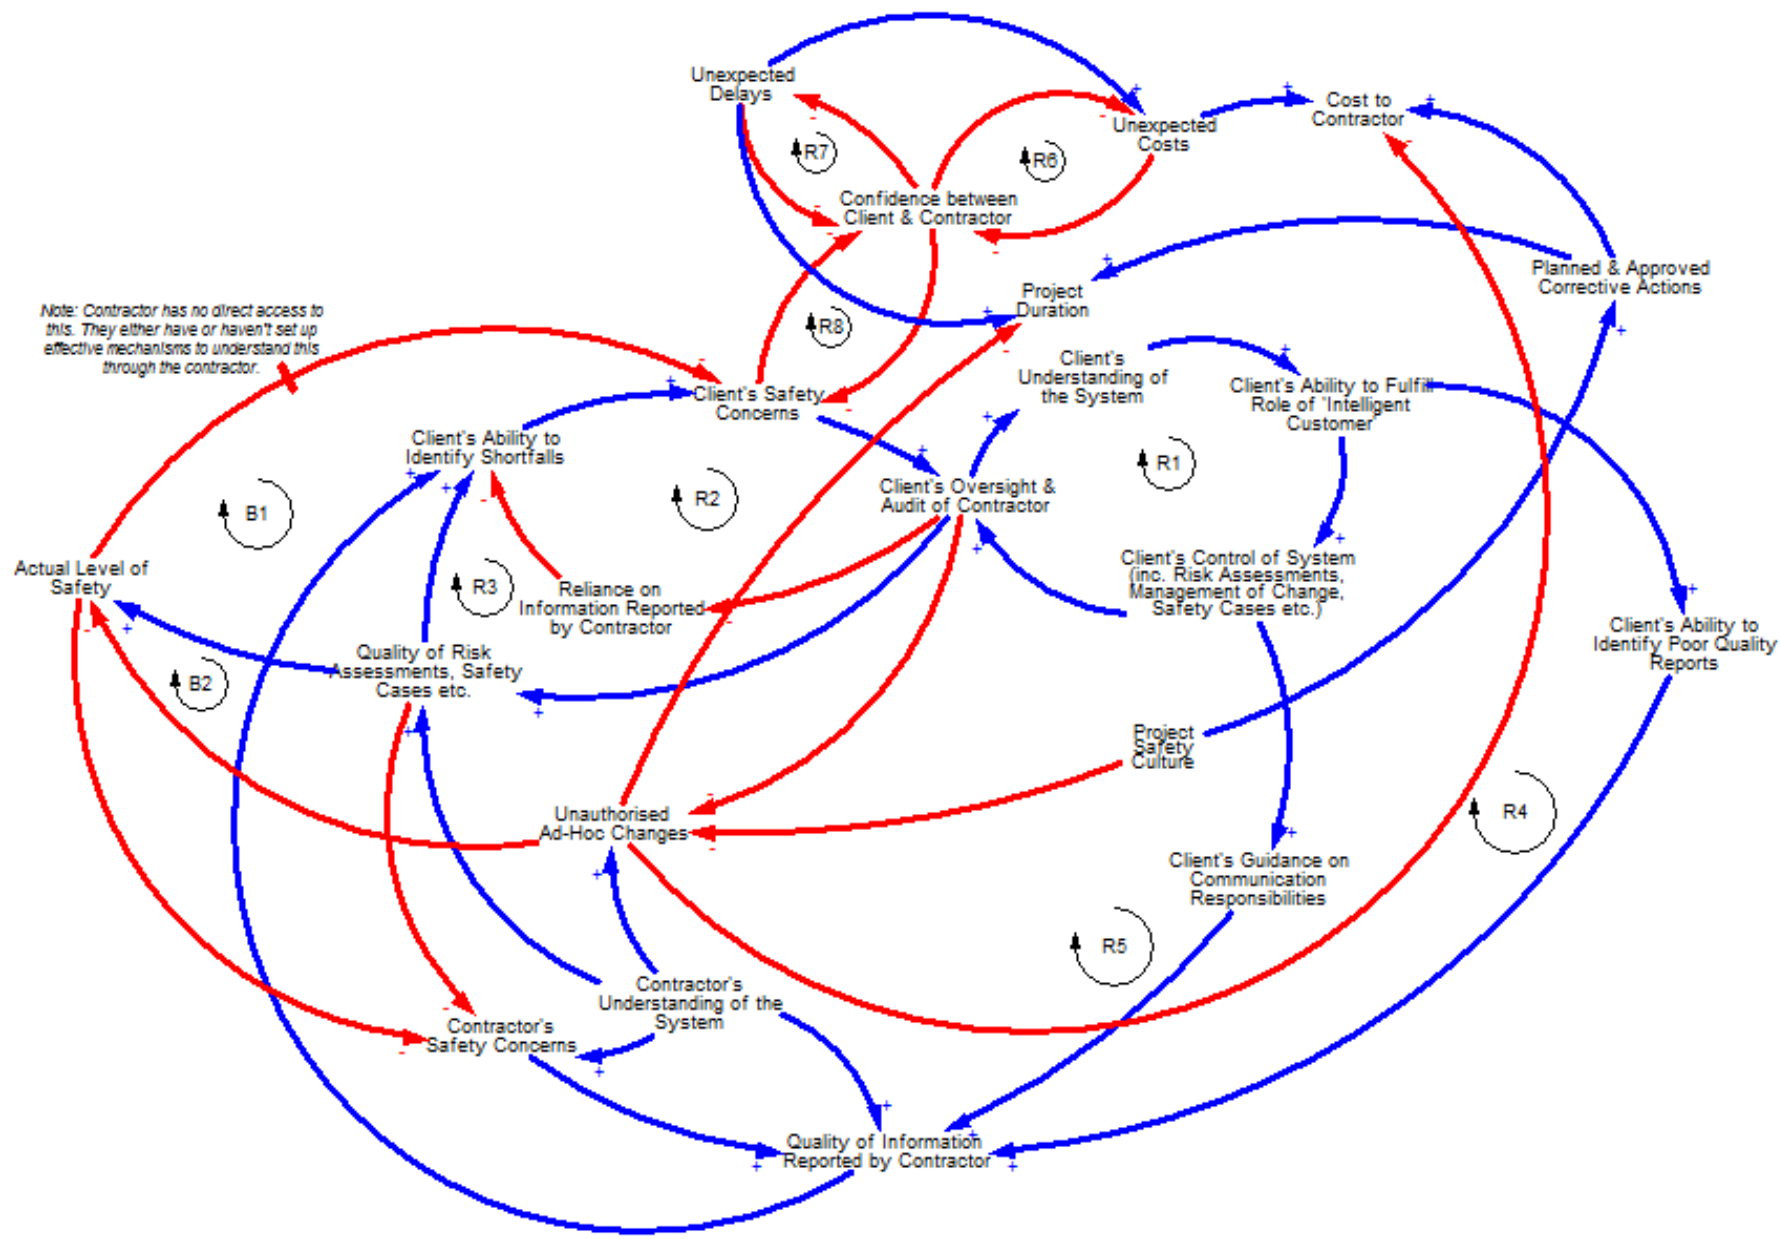 Unexpected
Delays
Unexpected
Costs
Cost to
Contractor
R7
R6
Confidence between
Client & Contractor
Planned & Approved
Corrective Actions
Project
Duration
Note: Contractor has no direct access to
this. They either have or haven't set up
effective mechanisms to understand this
through the contractor.
R8
Client's
Understanding of
the System
Client's Ability to Fulfill
Role of 'Intelligent
Customer'
Client's Safety
Concerns
Client's Ability to
Identify Shortfalls
R1
R2
B1
Client's Oversight &
Audit of Contractor
Actual Level of
Safety
R3
Reliance on
Information Reported
by Contractor
Client's Control of System
(inc. Risk Assessments,
Management of Change,
Safety Cases etc.)
Client's Ability to
Identify Poor Quality
Reports
Quality of Risk
Assessments, Safety
Cases etc.
B2
Project
Safety
Culture
Unauthorised
Ad-Hoc Changes
R4
Client's Guidance on
Communication
Responsibilities
R5
Contractor's
Understanding of the
System
Contractor's
Safety Concerns
Quality of Information
Reported by Contractor